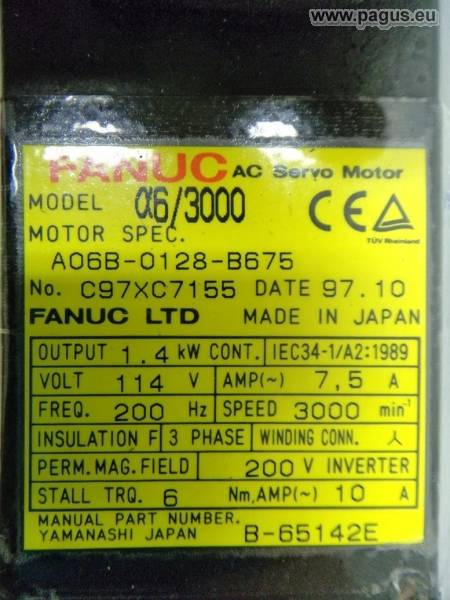 www.pagus.eu
FANUC AC Servo Motor
MODEL α6/3000
CE
TÜV Rheinland
MOTOR SPEC.
A06B-0128-B675
No. C97XC7155 DATE 97.10
FANUC LTD MADE IN JAPAN
OUTPUT 1.4 kW CONT. IEC34-1/A2:1989
VOLT 114 V AMP(~) 7,5 A
FREQ. 200 Hz SPEED 3000 min⁻¹
INSULATION F 3 PHASE WINDING CONN. 人
PERM. MAG. FIELD 200 V INVERTER
STALL TRQ. 6 Nm, AMP(~) 10 A
MANUAL PART NUMBER.
YAMANASHI JAPAN B-65142E